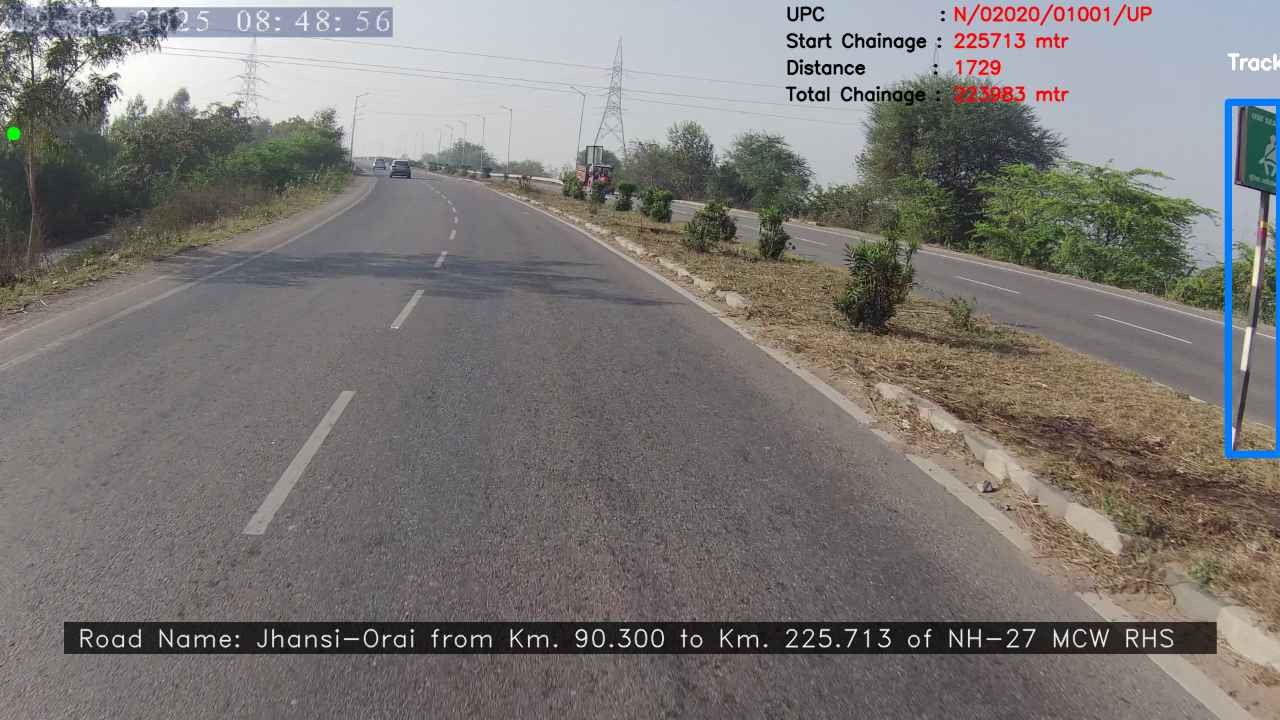 2025 08:48:56
UPC : N/02020/01001/UP
Start Chainage : 225713 mtr
Distance : 1729
Total Chainage : 223983 mtr
Track
Road Name: Jhansi-Orai from Km. 90.300 to Km. 225.713 of NH-27 MCW RHS